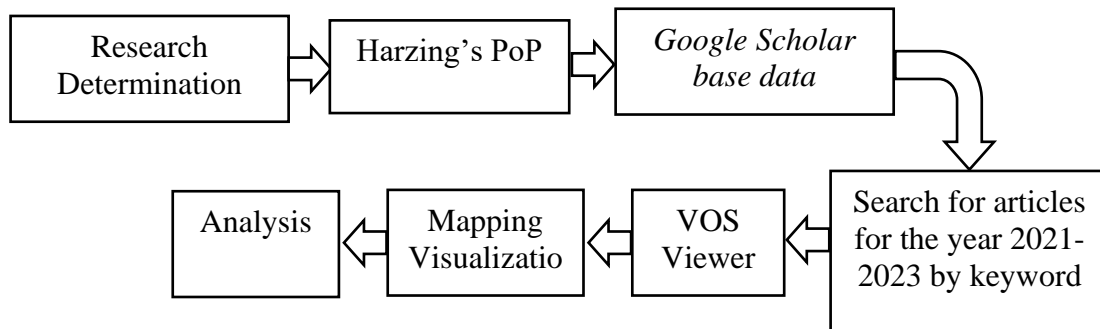 Research
Determination
Harzing's PoP
Google Scholar
base data
Search for articles
for the year 2021-
2023 by keyword
VOS
Viewer
Mapping
Visualizatio
Analysis